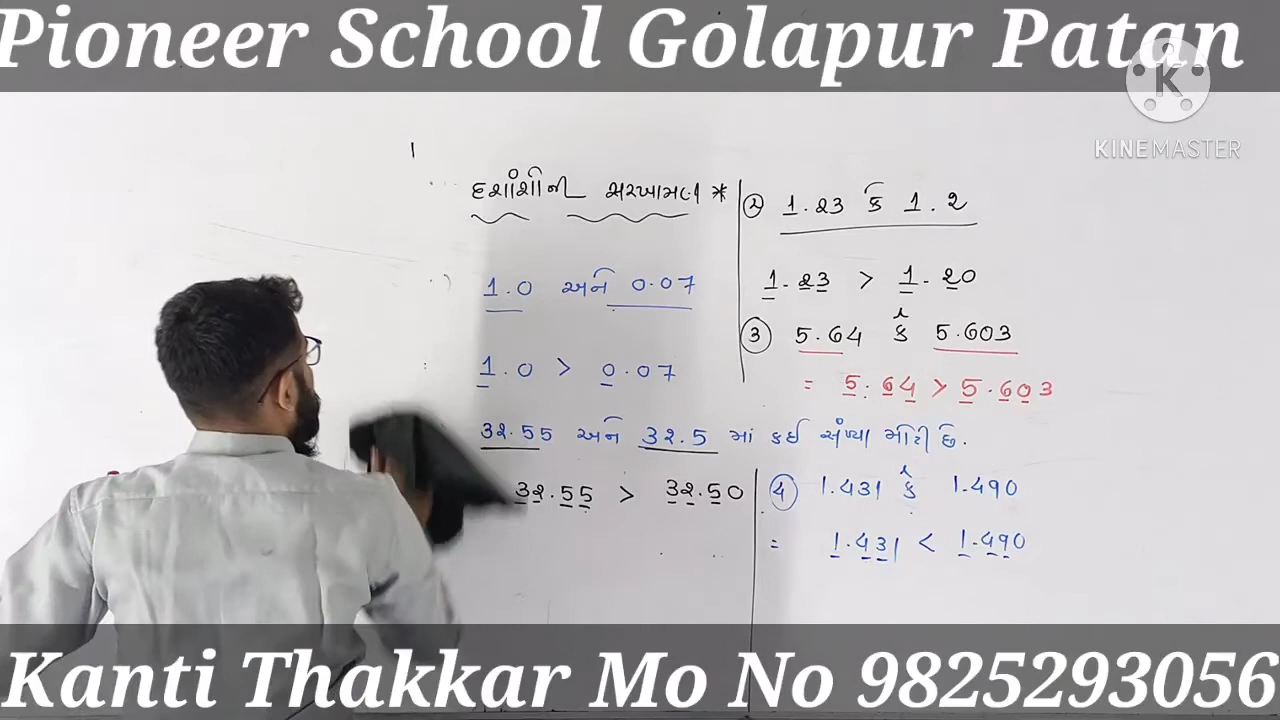 Pioneer School Golapur Patan
K
KINEMASTER
દશાંશોની સરખામણી *
1.0 અને 0.07
1.0 > 0.07
32.55 અને 32.5 માં કઈ સંખ્યા મોટી છે.
32.55 > 32.50
૨ 1.23 કે 1.2
1.23 > 1.20
3 5.64 કે 5.603
= 5.64 > 5.603
4 1.431 કે 1.490
= 1.431 < 1.490
Kanti Thakkar Mo No 9825293056